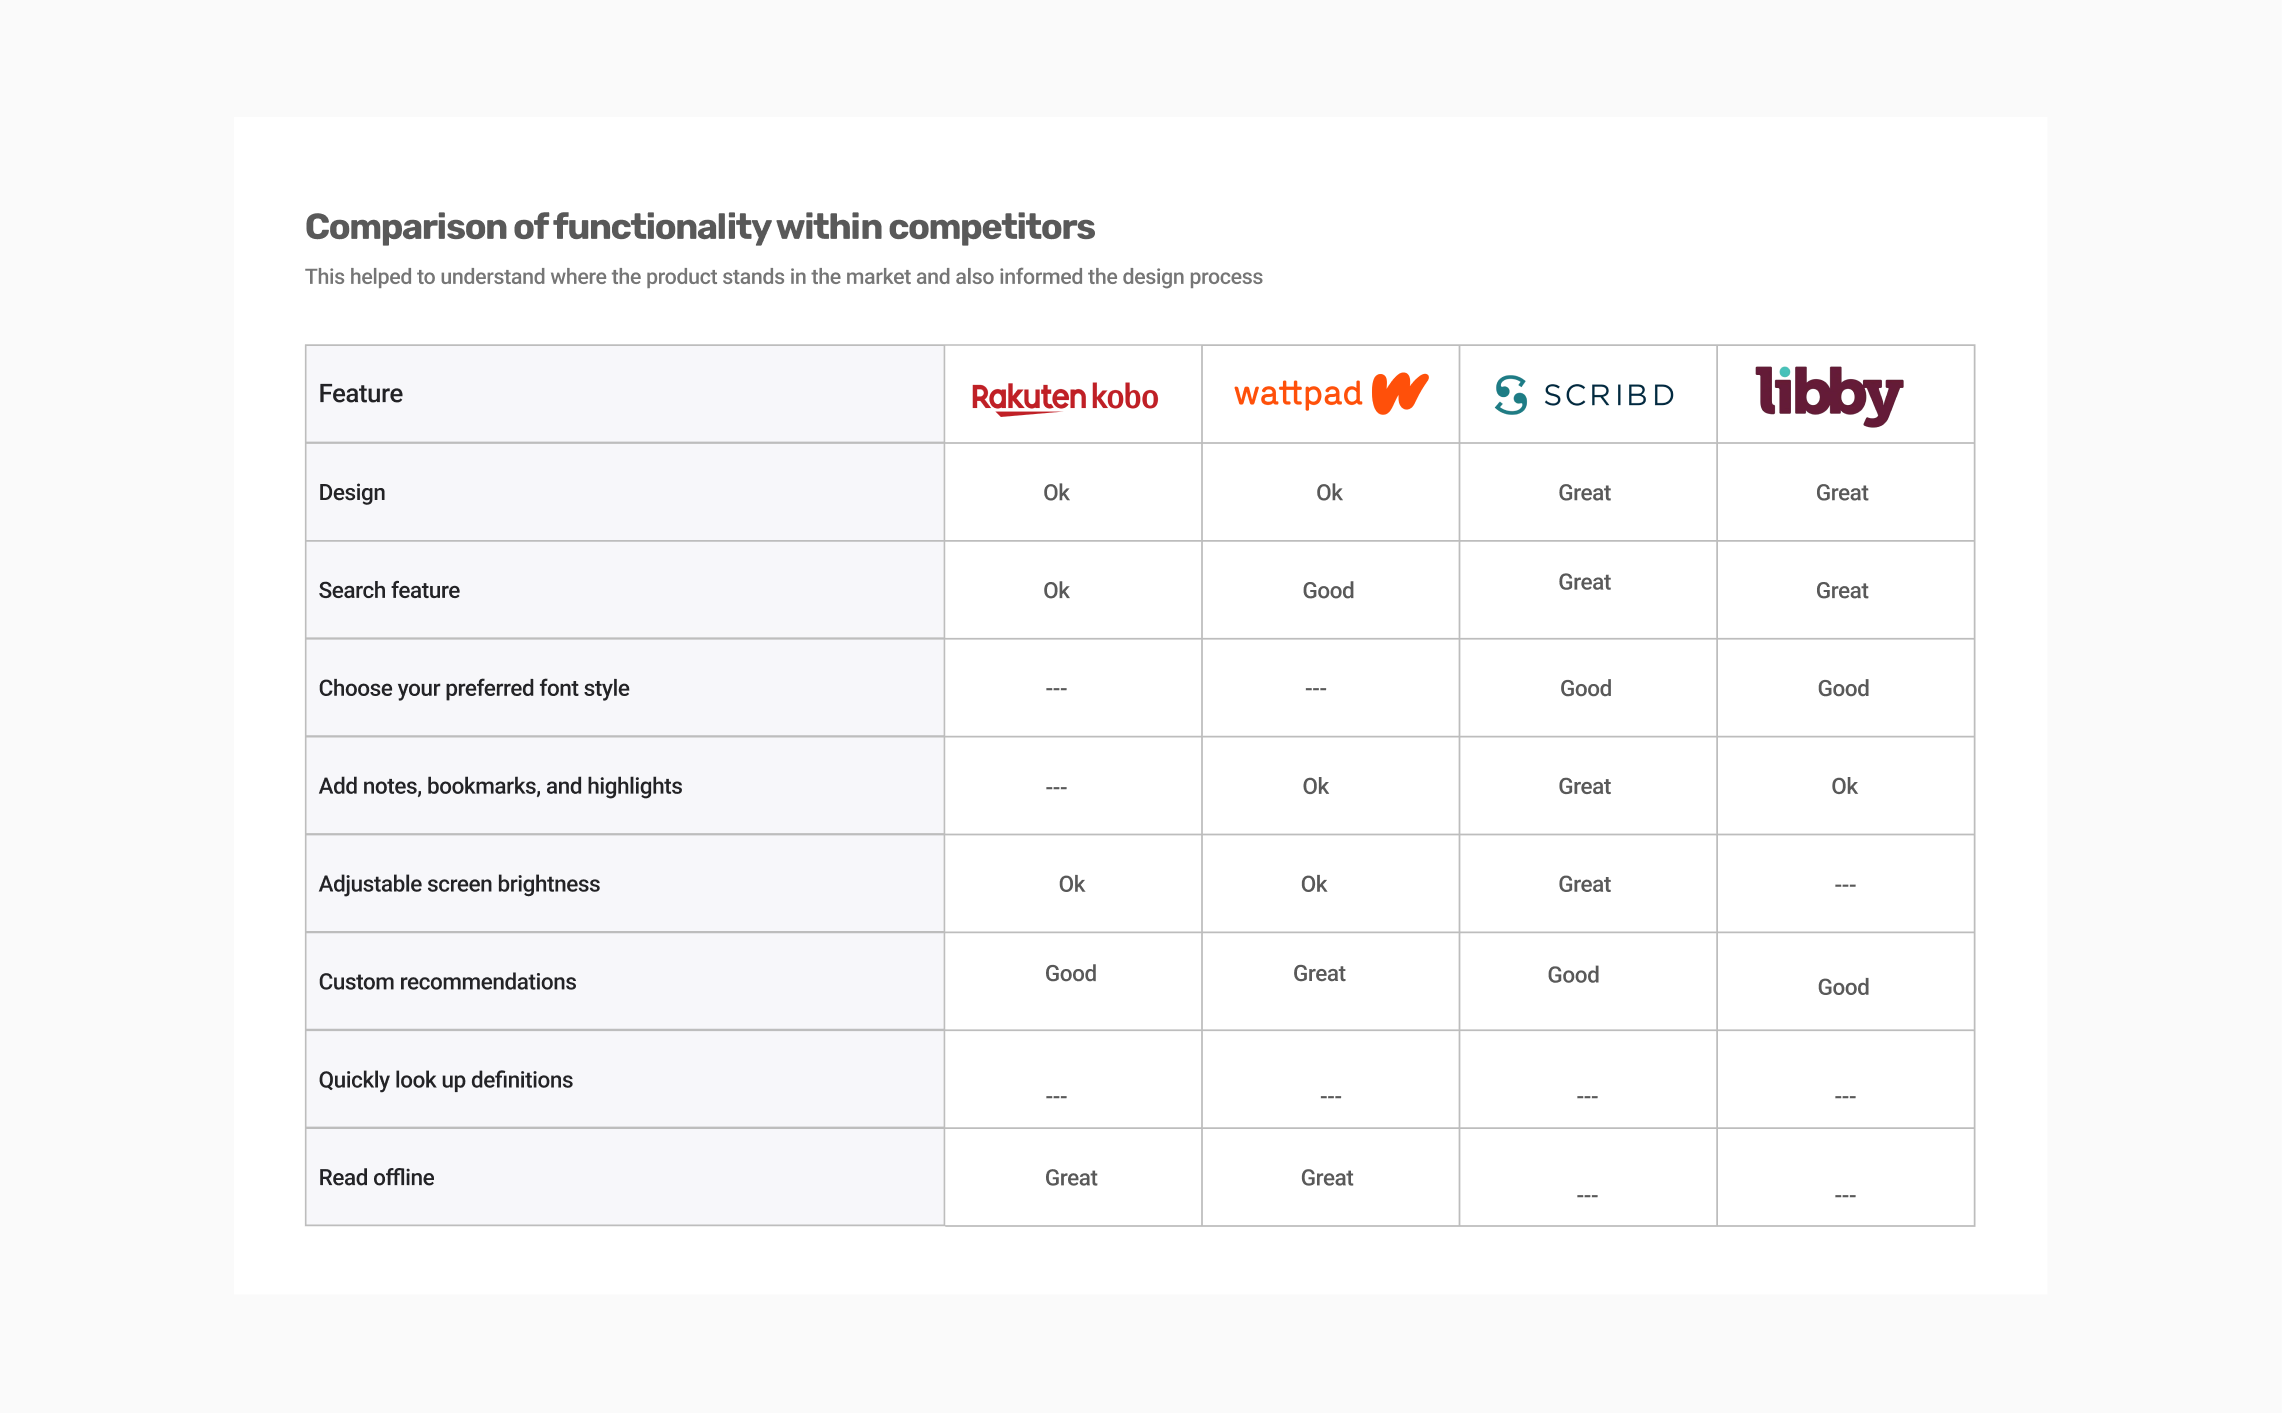 Comparison of functionality within competitors
This helped to understand where the product stands in the market and also informed the design process
Feature Rakuten kobo wattpad W SCRIBD libby
Design Ok Ok Great Great
Search feature Ok Good Great Great
Choose your preferred font style --- --- Good Good
Add notes, bookmarks, and highlights --- Ok Great Ok
Adjustable screen brightness Ok Ok Great ---
Custom recommendations Good Great Good Good
Quickly look up definitions --- --- --- ---
Read offline Great Great --- ---